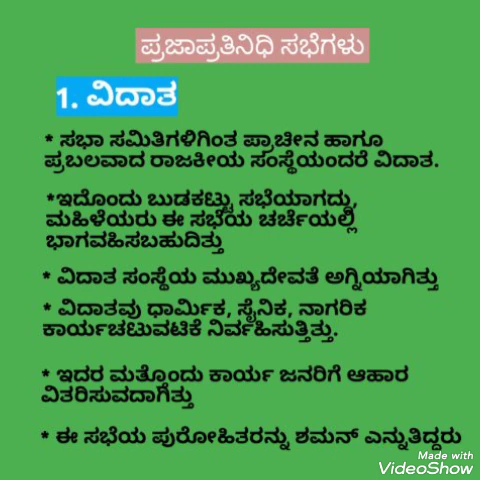 ಪ್ರಜಾಪ್ರತಿನಿಧಿ ಸಭೆಗಳು
1. ವಿದಾತ
* ಸಭಾ ಸಮಿತಿಗಳಿಗಿಂತ ಪ್ರಾಚೀನ ಹಾಗೂ
ಪ್ರಬಲವಾದ ರಾಜಕೀಯ ಸಂಸ್ಥೆಯಂದರೆ ವಿದಾತ.
*ಇದೊಂದು ಬುಡಕಟ್ಟು ಸಭೆಯಾಗದ್ದು,
ಮಹಿಳೆಯರು ಈ ಸಭೆಯ ಚರ್ಚೆಯಲ್ಲಿ
ಭಾಗವಹಿಸಬಹುದಿತ್ತು
* ವಿದಾತ ಸಂಸ್ಥೆಯ ಮುಖ್ಯದೇವತೆ ಅಗ್ನಿಯಾಗಿತ್ತು
* ವಿದಾತವು ಧಾರ್ಮಿಕ, ಸೈನಿಕ, ನಾಗರಿಕ
ಕಾರ್ಯಚಟುವಟಿಕೆ ನಿರ್ವಹಿಸುತ್ತಿತ್ತು.
* ಇದರ ಮತ್ತೊಂದು ಕಾರ್ಯ ಜನರಿಗೆ ಆಹಾರ
ವಿತರಿಸುವದಾಗಿತ್ತು
* ಈ ಸಭೆಯ ಪುರೋಹಿತರನ್ನು ಶಮನ್ ಎನ್ನುತಿದ್ದರು
Made with
VideoShow